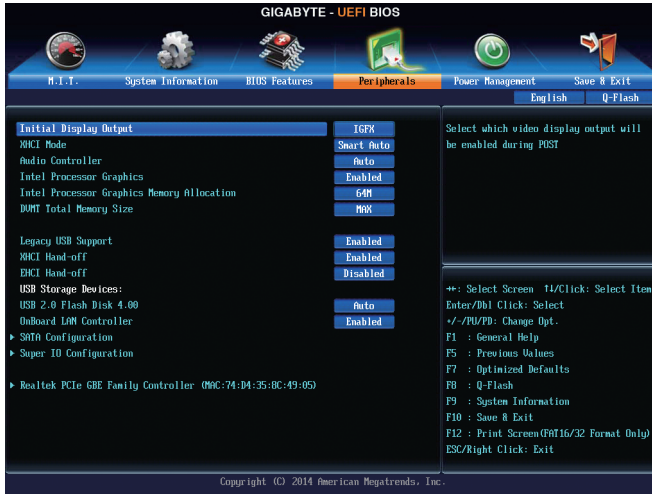 GIGABYTE - UEFI BIOS
M.I.T. System Information BIOS Features Peripherals Power Management Save & Exit
English Q-Flash
Initial Display Output IGFX
XHCI Mode Smart Auto
Audio Controller Auto
Intel Processor Graphics Enabled
Intel Processor Graphics Memory Allocation 64M
DVMT Total Memory Size MAX
Legacy USB Support Enabled
XHCI Hand-off Enabled
EHCI Hand-off Disabled
USB Storage Devices:
USB 2.0 Flash Disk 4.00 Auto
OnBoard LAN Controller Enabled
SATA Configuration
Super IO Configuration
Realtek PCIe GBE Family Controller (MAC:74:D4:35:8C:49:05)
Select which video display output will
be enabled during POST
↔: Select Screen ↑↓/Click: Select Item
Enter/Dbl Click: Select
+/-/PU/PD: Change Opt.
F1 : General Help
F5 : Previous Values
F7 : Optimized Defaults
F8 : Q-Flash
F9 : System Information
F10 : Save & Exit
F12 : Print Screen(FAT16/32 Format Only)
ESC/Right Click: Exit
Copyright (C) 2014 American Megatrends, Inc.